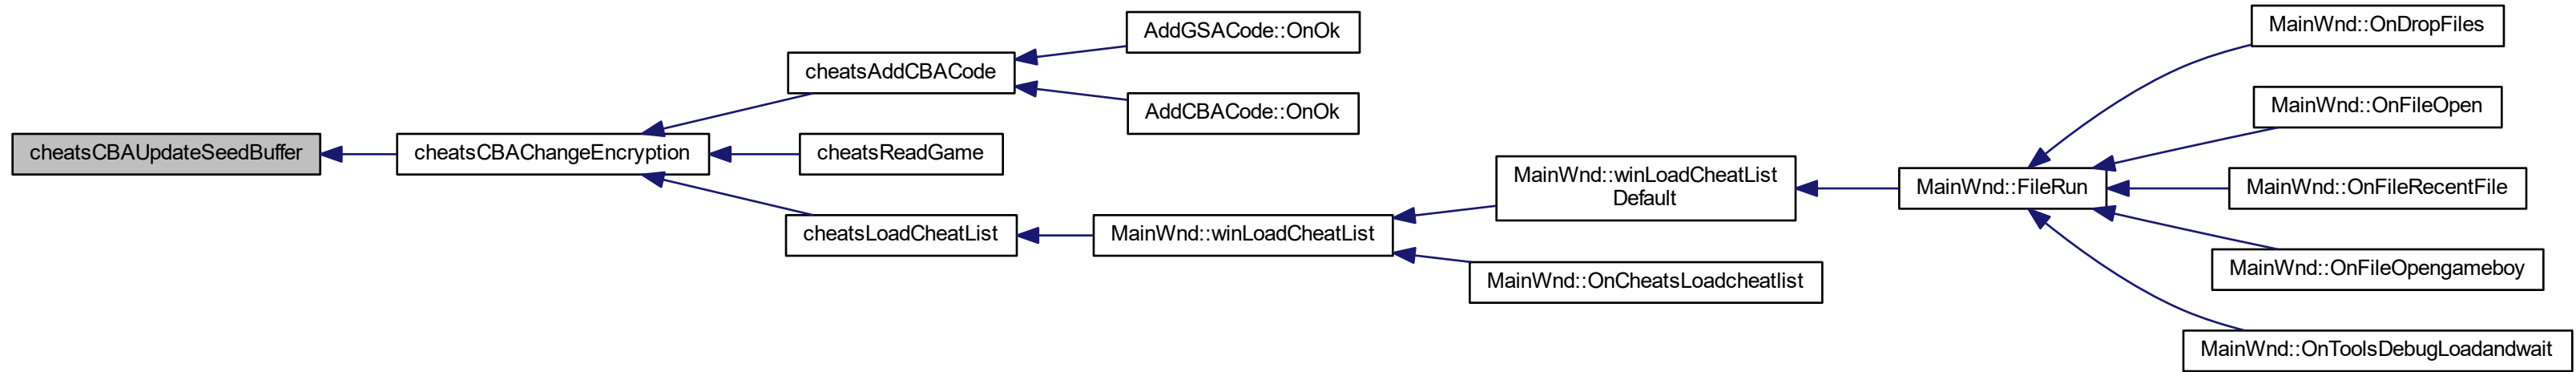 cheatsCBAUpdateSeedBuffer
cheatsCBAChangeEncryption
cheatsAddCBACode
AddGSACode::OnOk
AddCBACode::OnOk
cheatsReadGame
cheatsLoadCheatList
MainWnd::winLoadCheatList
MainWnd::winLoadCheatList
Default
MainWnd::OnCheatsLoadcheatlist
MainWnd::FileRun
MainWnd::OnDropFiles
MainWnd::OnFileOpen
MainWnd::OnFileRecentFile
MainWnd::OnFileOpengameboy
MainWnd::OnToolsDebugLoadandwait